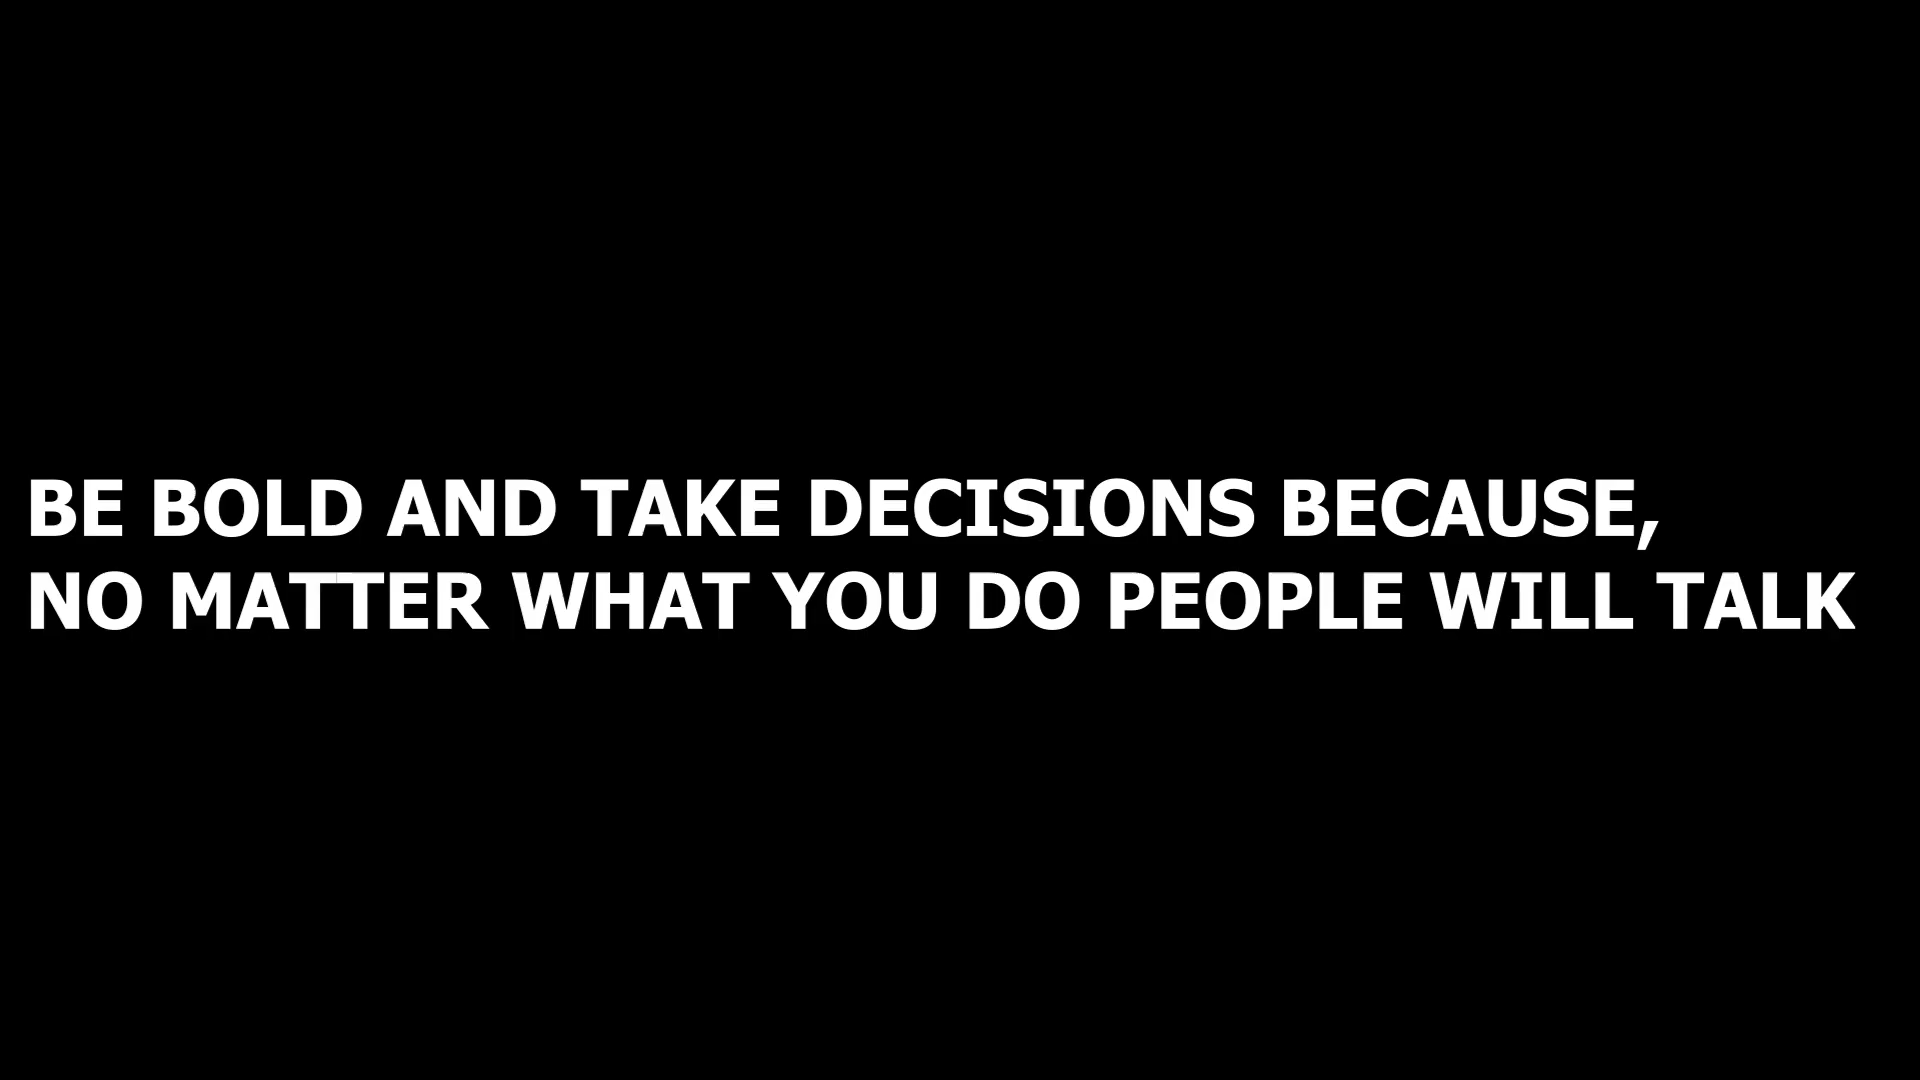 BE BOLD AND TAKE DECISIONS BECAUSE,
NO MATTER WHAT YOU DO PEOPLE WILL TALK